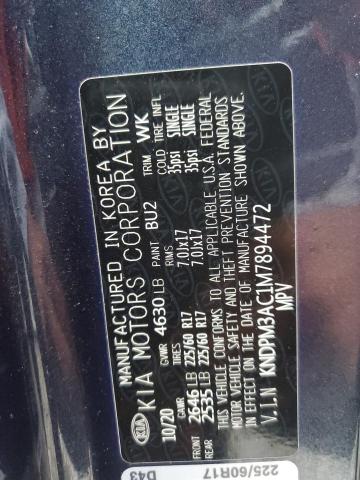 MANUFACTURED IN KOREA BY
KIA KIA MOTORS CORPORATION
10/20 GVWR 4630 LB PAINT BU2 TRIM WK
GAWR TIRES RIMS COLD TIRE INFL
FRONT 2646 LB 225/60 R17 7.0Jx17 35psi SINGLE
REAR 2535 LB 225/60 R17 7.0Jx17 35psi SINGLE
THIS VEHICLE CONFORMS TO ALL APPLICABLE U.S.A. FEDERAL
MOTOR VEHICLE SAFETY AND THEFT PREVENTION STANDARDS
IN EFFECT ON THE DATE OF MANUFACTURE SHOWN ABOVE.
V.I.N KNDPM3AC1M7894472
MPV
225/60R17
D43